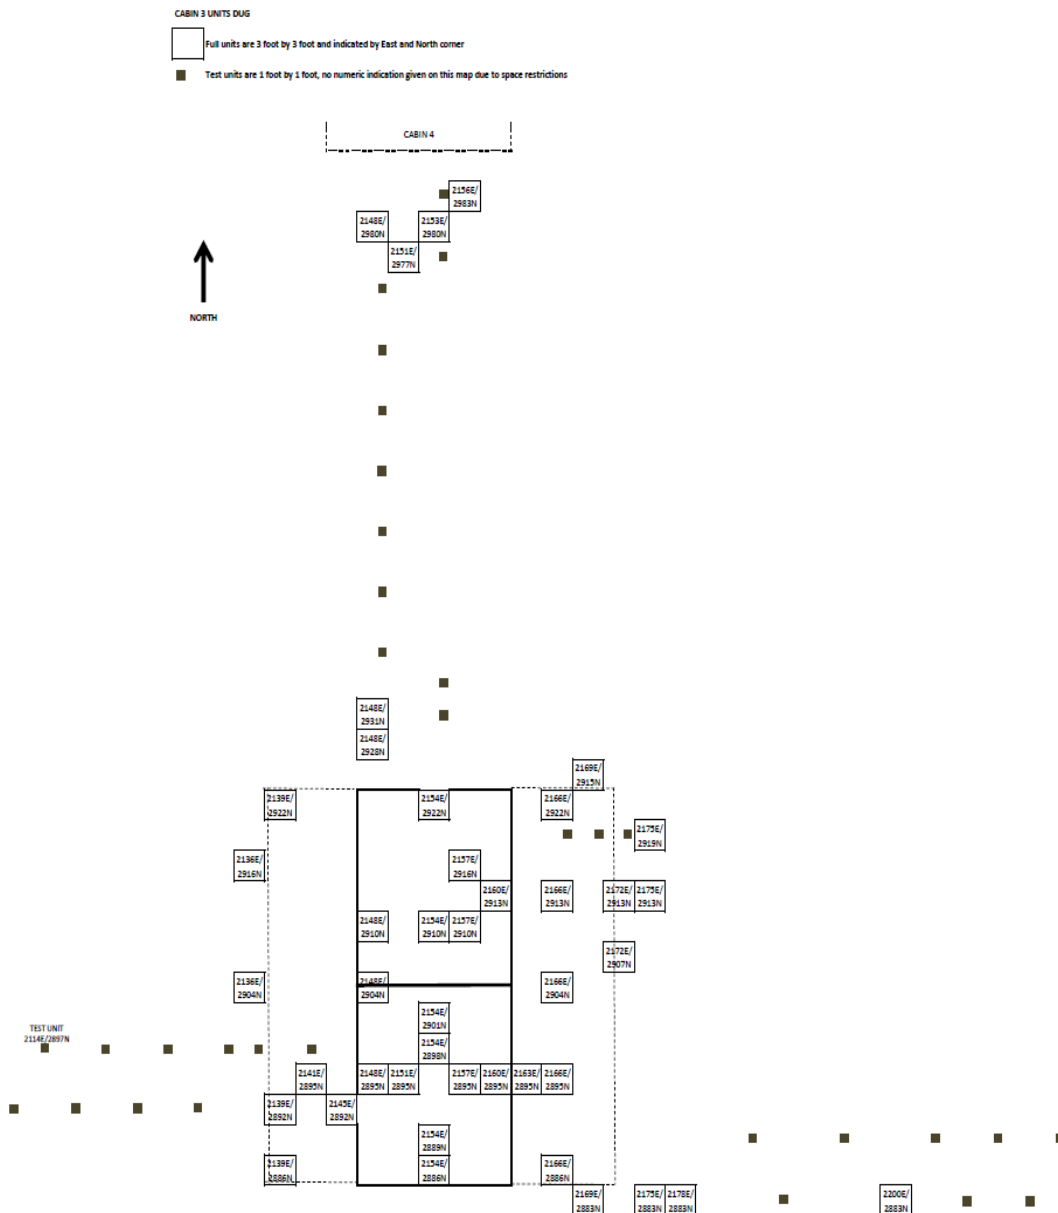 CABIN 3 UNITS DUG
Full units are 3 foot by 3 foot and indicated by East and North corner
Test units are 1 foot by 1 foot, no numeric indication given on this map due to space restrictions
CABIN 4
2156E/
2983N
2148E/
2980N
2153E/
2980N
2151E/
2977N
NORTH
2148E/
2931N
2148E/
2928N
2169E/
2915N
2139E/
2922N
2154E/
2922N
2166E/
2922N
2175E/
2919N
2136E/
2916N
2157E/
2916N
2160E/
2913N
2166E/
2913N
2172E/
2913N
2175E/
2913N
2148E/
2910N
2154E/
2910N
2157E/
2910N
2172E/
2907N
2136E/
2904N
2148E/
2904N
2166E/
2904N
2154E/
2901N
TEST UNIT
2114E/2897N
2154E/
2898N
2141E/
2895N
2148E/
2895N
2151E/
2895N
2157E/
2895N
2160E/
2895N
2163E/
2895N
2166E/
2895N
2139E/
2892N
2145E/
2892N
2154E/
2889N
2139E/
2886N
2154E/
2886N
2166E/
2886N
2169E/
2883N
2175E/
2883N
2178E/
2883N
2200E/
2883N